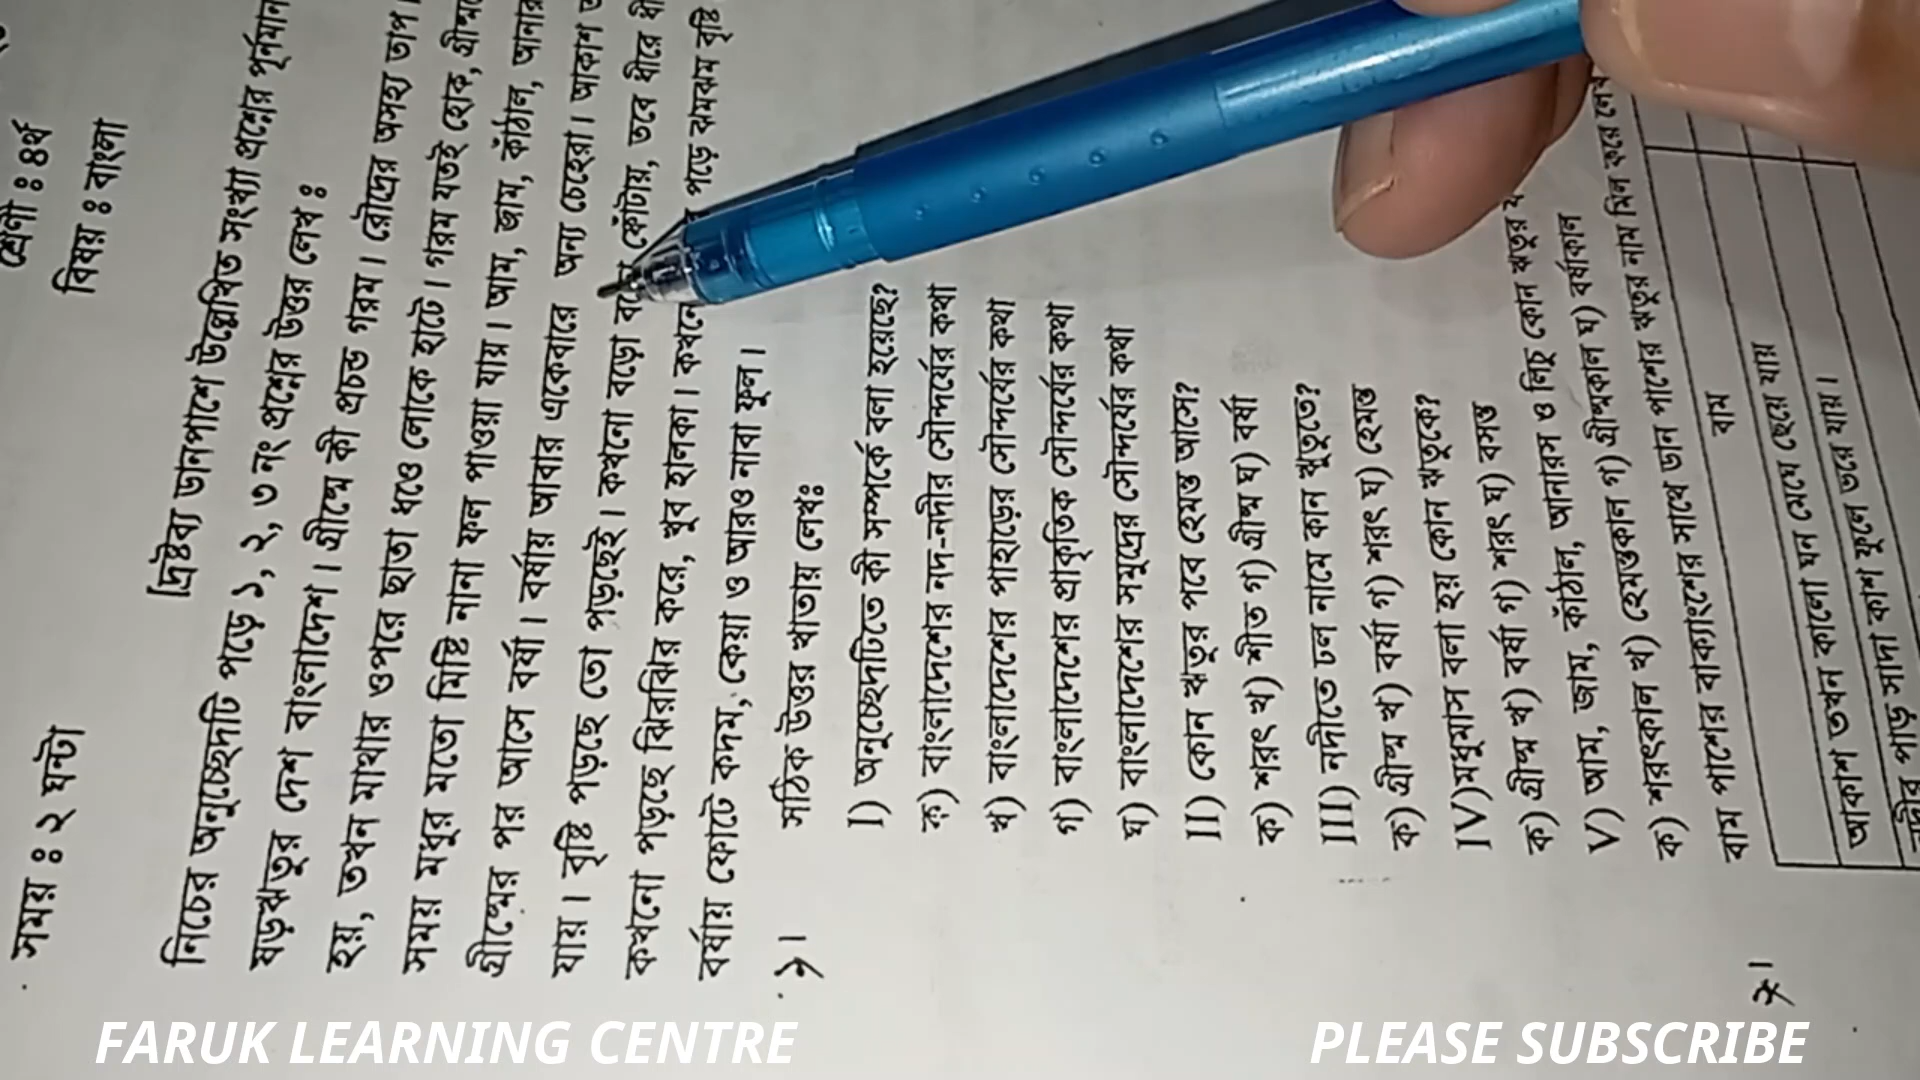 শ্রেণী ঃ ৪র্থ
সময় ঃ ২ ঘন্টা
বিষয় ঃ বাংলা
[দ্রষ্টব্য ডানপাশে উল্লেখিত সংখ্যা প্রশ্নের পূর্নমান
নিচের অনুচ্ছেদটি পড়ে ১, ২, ৩ নং প্রশ্নের উত্তর লেখ ঃ
ষড়ঋতুর দেশ বাংলাদেশ। গ্রীষ্মে কী প্রচন্ড গরম। রৌদ্রের অসহ্য তাপ।
হয়, তখন মাথার ওপরে ছাতা ধরে লোকে হাটে। গরম যতই হোক, গ্রীষ্মে
সময় মধুর মতো মিষ্টি নানা ফল পাওয়া যায়। আম, জাম, কাঁঠাল, আনার
গ্রীষ্মের পর আসে বর্ষা। বর্ষায় আবার একেবারে অন্য চেহেরা। আকাশ
যায়। বৃষ্টি পড়ছে তো পড়ছেই। কখনো বড়ো ফোঁটায়, তবে ধীরে
কখনো পড়ছে ঝিরঝির করে, খুব হালকা। পড়ে ঝমঝম বৃষ্টি
বর্ষায় ফোটে কদম, কেয়া ও আরও নানা ফুল।
১। সঠিক উত্তর খাতায় লেখঃ
I) অনুচ্ছেদটিতে কী সম্পর্কে বলা হয়েছে?
ক) বাংলাদেশের নদ-নদীর সৌন্দর্যের কথা
খ) বাংলাদেশের পাহাড়ের সৌন্দর্যের কথা
গ) বাংলাদেশের প্রাকৃতিক সৌন্দর্যের কথা
ঘ) বাংলাদেশের সমুদ্রের সৌন্দর্যের কথা
II) কোন ঋতুর পরে হেমন্ত আসে?
ক) শরৎ খ) শীত গ) গ্রীষ্ম ঘ) বর্ষা
III) নদীতে ঢল নামে কোন ঋতুতে?
ক) গ্রীষ্ম খ) বর্ষা গ) শরৎ ঘ) হেমন্ত
IV) মধুমাস বলা হয় কোন ঋতুকে?
ক) গ্রীষ্ম খ) বর্ষা গ) শরৎ ঘ) বসন্ত
V) আম, জাম, কাঁঠাল, আনারস ও লিচু কোন ঋতুর
ক) শরৎকাল খ) হেমন্তকাল গ) গ্রীষ্মকাল ঘ) বর্ষাকাল
২। বাম পাশের বাক্যাংশের সাথে ডান পাশের ঋতুর নাম মিল করে লেখ
বাম
আকাশ তখন কালো ঘন মেঘে ছেয়ে যায়
নদীর পাড় সাদা কাশ ফুলে ভরে যায়।
FARUK LEARNING CENTRE
PLEASE SUBSCRIBE